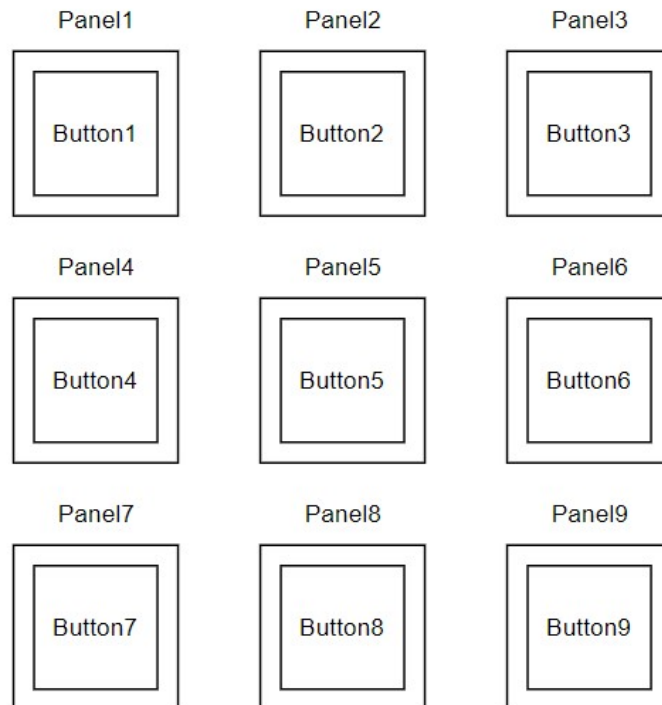 Panel1 Panel2 Panel3
Button1 Button2 Button3
Panel4 Panel5 Panel6
Button4 Button5 Button6
Panel7 Panel8 Panel9
Button7 Button8 Button9